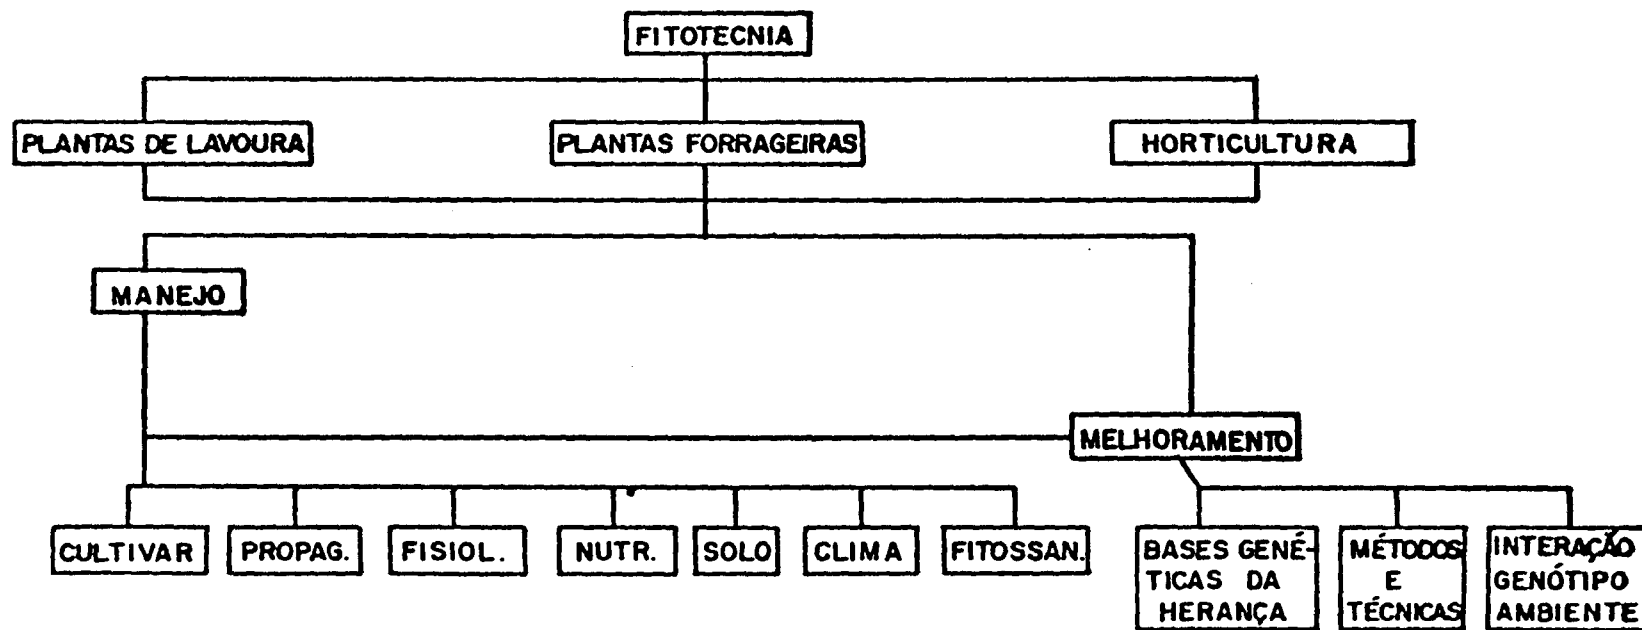 FITOTECNIA
PLANTAS DE LAVOURA
PLANTAS FORRAGEIRAS
HORTICULTURA
MANEJO
MELHORAMENTO
CULTIVAR
PROPAG.
FISIOL.
NUTR.
SOLO
CLIMA
FITOSSAN.
BASES GENÉ-
TICAS DA
HERANÇA
MÉTODOS
E
TÉCNICAS
INTERAÇÃO
GENÓTIPO
AMBIENTE